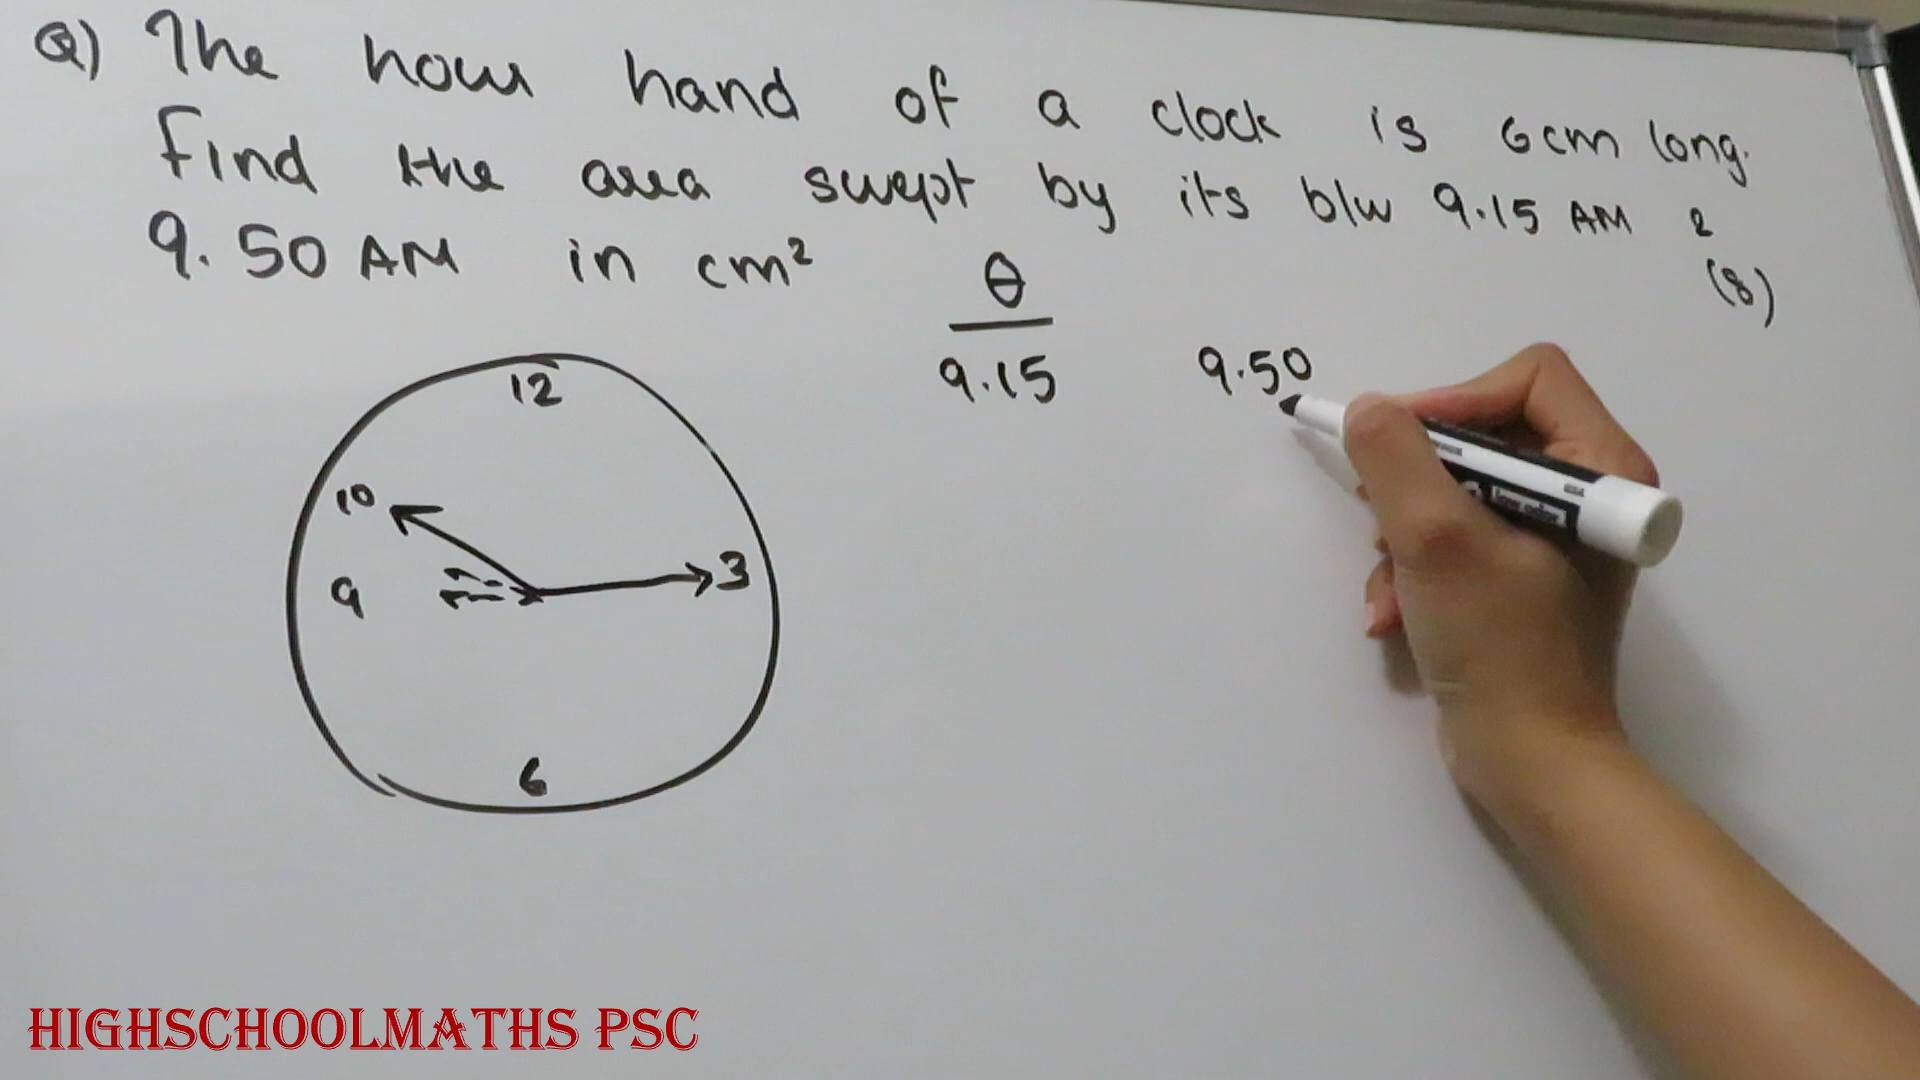 Q) The hour hand of a clock is 6cm long.
Find the area swept by its b/w 9.15 AM &
9.50 AM in cm²
(8)
θ
9.15 9.50
12
10
9
3
6
HIGHSCHOOLMATHS PSC